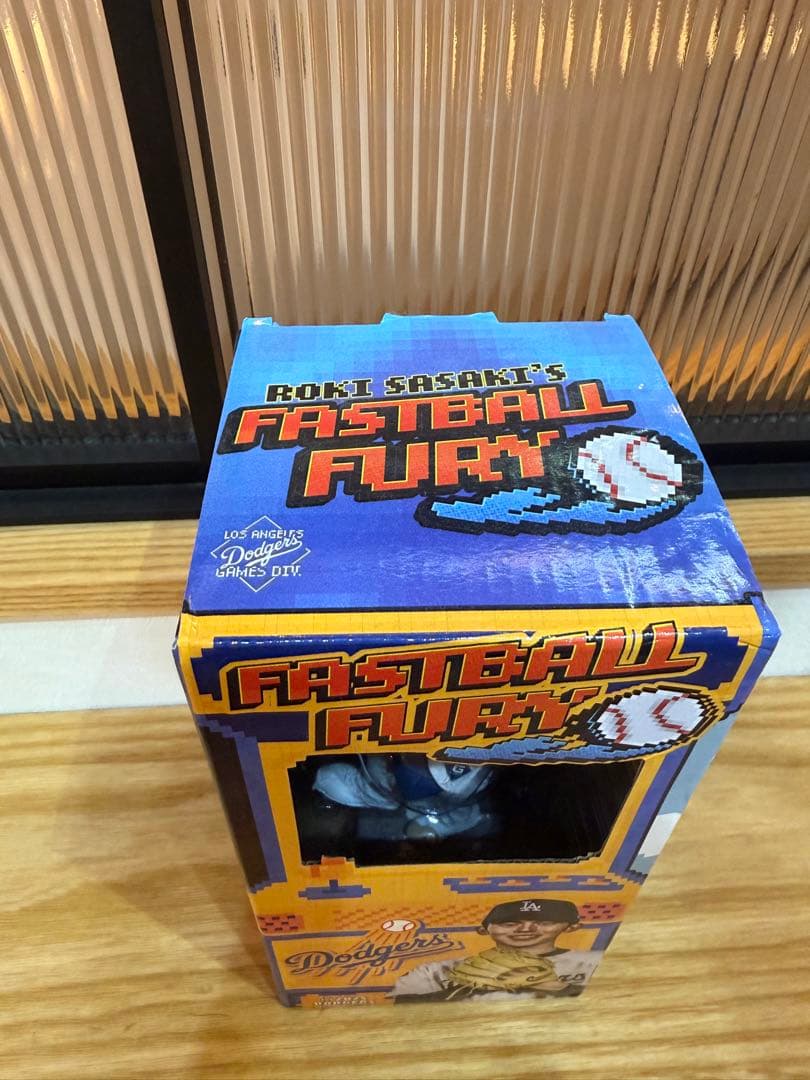 ROKI SASAKI'S
FASTBALL
FURY
LOS ANGELES
Dodgers
GAMES DIV.
FASTBALL
FURY
LA
Dodgers